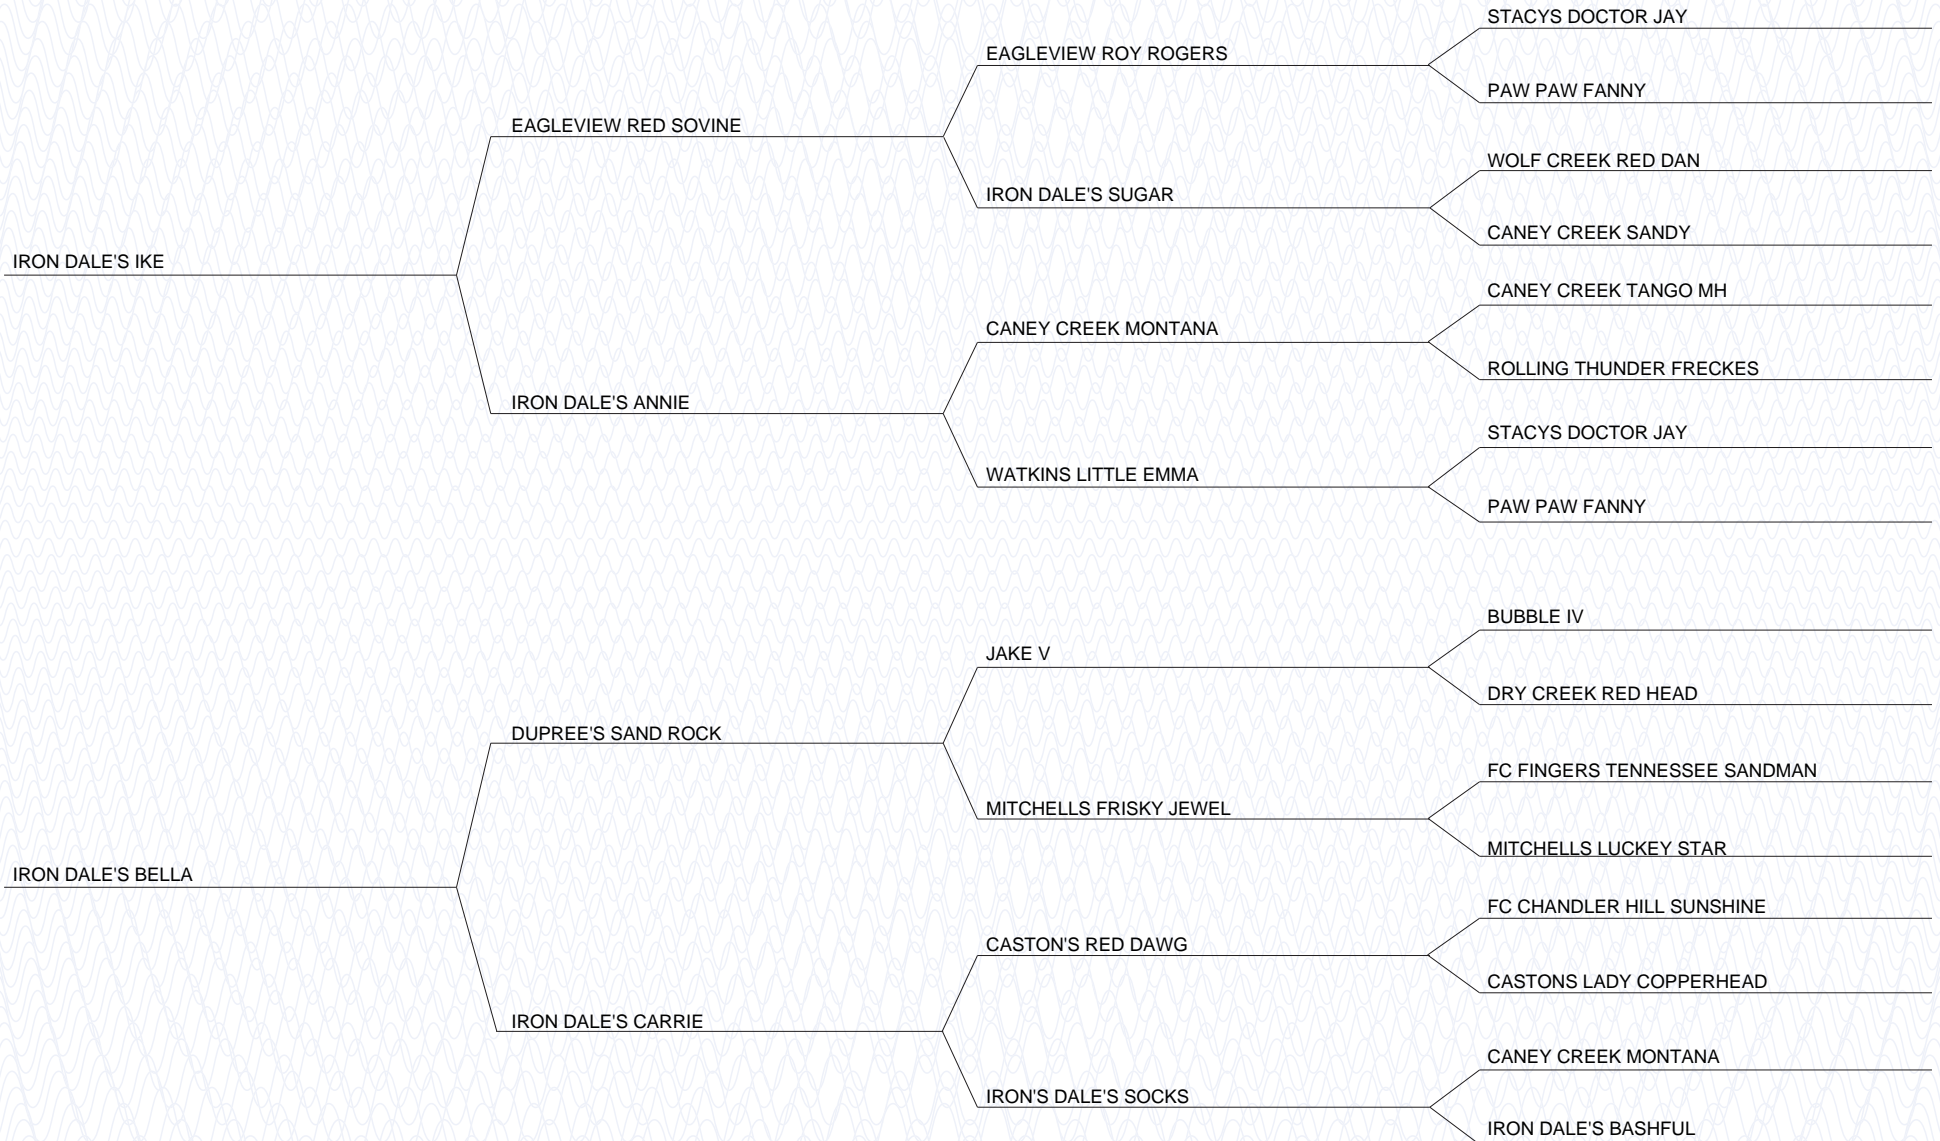 STACYS DOCTOR JAY
EAGLEVIEW ROY ROGERS
PAW PAW FANNY
EAGLEVIEW RED SOVINE
WOLF CREEK RED DAN
IRON DALE'S SUGAR
CANEY CREEK SANDY
IRON DALE'S IKE
CANEY CREEK TANGO MH
CANEY CREEK MONTANA
ROLLING THUNDER FRECKES
IRON DALE'S ANNIE
STACYS DOCTOR JAY
WATKINS LITTLE EMMA
PAW PAW FANNY
BUBBLE IV
JAKE V
DRY CREEK RED HEAD
DUPREE'S SAND ROCK
FC FINGERS TENNESSEE SANDMAN
MITCHELLS FRISKY JEWEL
MITCHELLS LUCKEY STAR
IRON DALE'S BELLA
FC CHANDLER HILL SUNSHINE
CASTON'S RED DAWG
CASTONS LADY COPPERHEAD
IRON DALE'S CARRIE
CANEY CREEK MONTANA
IRON'S DALE'S SOCKS
IRON DALE'S BASHFUL